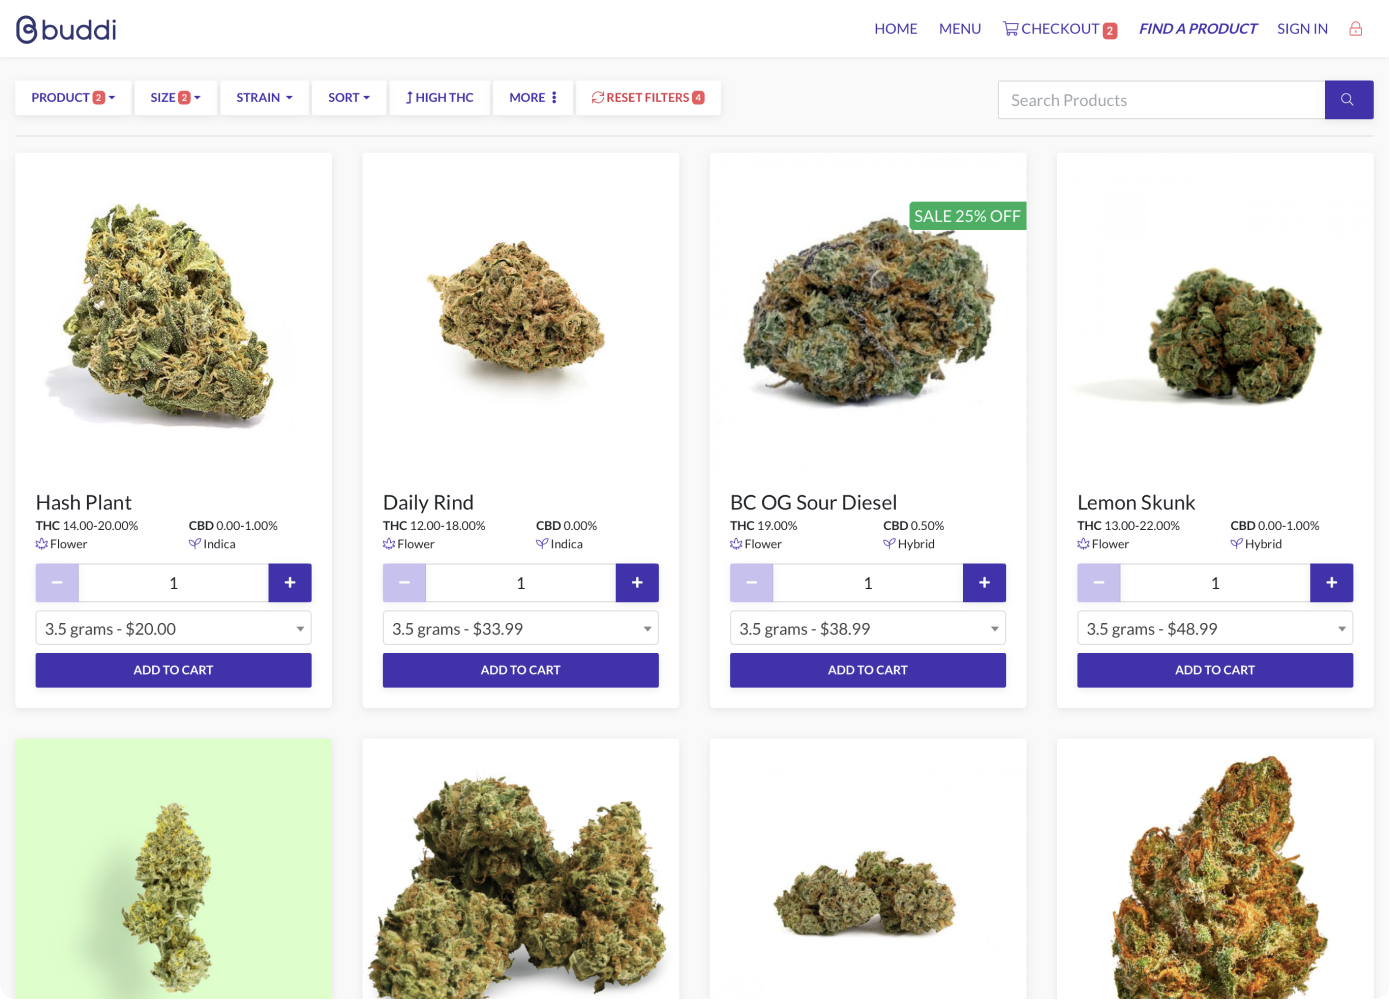 buddi
HOME MENU CHECKOUT 2 FIND A PRODUCT SIGN IN
PRODUCT 2 SIZE 2 STRAIN SORT HIGH THC MORE RESET FILTERS 4 Search Products
SALE 25% OFF
Hash Plant
THC 14.00-20.00% CBD 0.00-1.00%
Flower Indica
− 1 +
3.5 grams - $20.00
ADD TO CART
Daily Rind
THC 12.00-18.00% CBD 0.00%
Flower Indica
− 1 +
3.5 grams - $33.99
ADD TO CART
BC OG Sour Diesel
THC 19.00% CBD 0.50%
Flower Hybrid
− 1 +
3.5 grams - $38.99
ADD TO CART
Lemon Skunk
THC 13.00-22.00% CBD 0.00-1.00%
Flower Hybrid
− 1 +
3.5 grams - $48.99
ADD TO CART